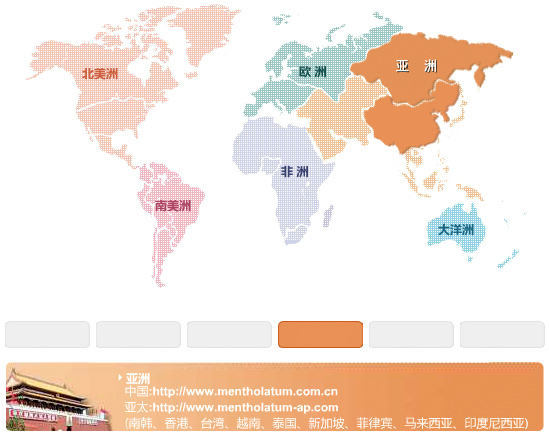 北美洲
欧洲
亚洲
非洲
南美洲
大洋洲
亚洲
中国:http://www.mentholatum.com.cn
亚太:http://www.mentholatum-ap.com
(南韩、香港、台湾、越南、泰国、新加坡、菲律宾、马来西亚、印度尼西亚)